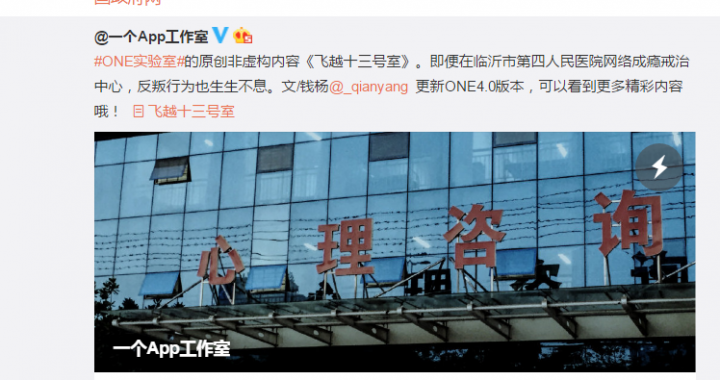 @一个App工作室
#ONE实验室#的原创非虚构内容《飞越十三号室》。即便在临沂市第四人民医院网络成瘾戒治
中心，反叛行为也生生不息。文/钱杨@_qianyang 更新ONE4.0版本，可以看到更多精彩内容
哦！ 飞越十三号室
心理咨询
一个App工作室